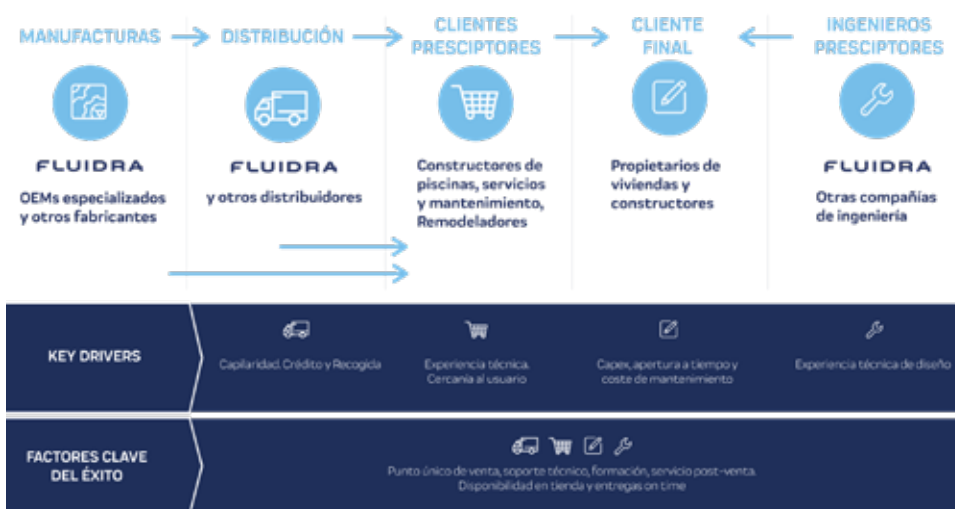 MANUFACTURAS
DISTRIBUCIÓN
CLIENTES
PRESCIPTORES
CLIENTE
FINAL
INGENIEROS
PRESCIPTORES
FLUIDRA
OEMs especializados
y otros fabricantes
FLUIDRA
y otros distribuidores
Constructores de
piscinas, servicios
y mantenimiento,
Remodeladores
Propietarios de
viviendas y
constructores
FLUIDRA
Otras compañías
de ingeniería
KEY DRIVERS
Capilaridad. Crédito y Recogida
Experiencia técnica.
Cercanía al usuario
Capex, apertura a tiempo y
coste de mantenimiento
Experiencia técnica de diseño
FACTORES CLAVE
DEL ÉXITO
Punto único de venta, soporte técnico, formación, servicio post-venta.
Disponibilidad en tienda y entregas on time